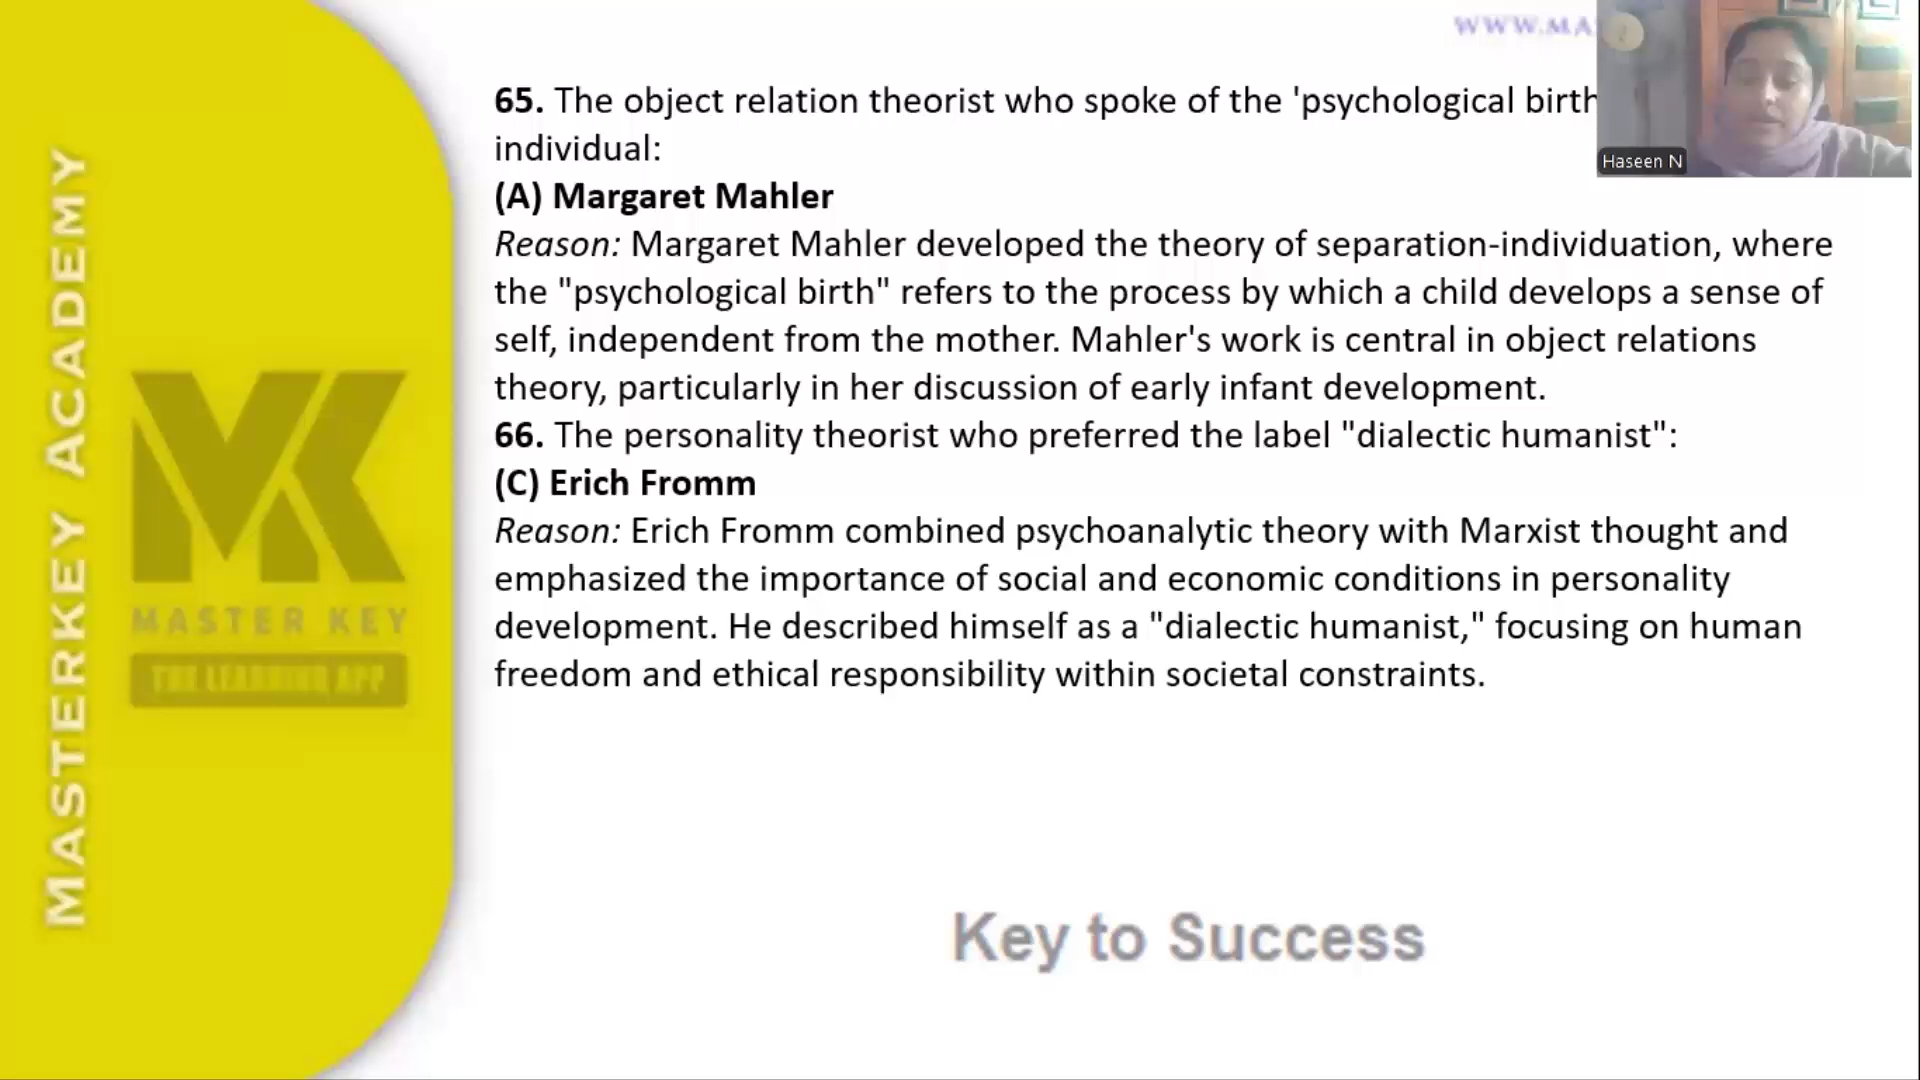 WWW.MA
65. The object relation theorist who spoke of the 'psychological birth
individual:
(A) Margaret Mahler
Reason: Margaret Mahler developed the theory of separation-individuation, where
the "psychological birth" refers to the process by which a child develops a sense of
self, independent from the mother. Mahler's work is central in object relations
theory, particularly in her discussion of early infant development.
66. The personality theorist who preferred the label "dialectic humanist":
(C) Erich Fromm
Reason: Erich Fromm combined psychoanalytic theory with Marxist thought and
emphasized the importance of social and economic conditions in personality
development. He described himself as a "dialectic humanist," focusing on human
freedom and ethical responsibility within societal constraints.
Key to Success
Haseen N
MASTERKEY ACADEMY
MK
MASTER KEY
THE LEARNING APP